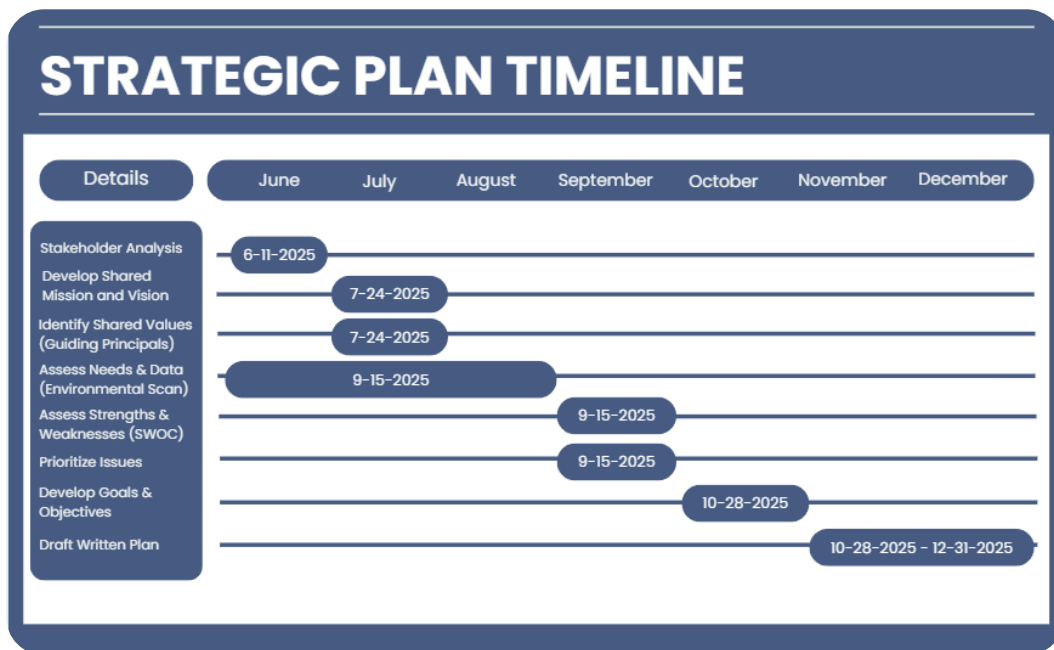 STRATEGIC PLAN TIMELINE
Details
June July August September October November December
Stakeholder Analysis
6-11-2025
Develop Shared
Mission and Vision
7-24-2025
Identify Shared Values
(Guiding Principals)
7-24-2025
Assess Needs & Data
(Environmental Scan)
9-15-2025
Assess Strengths &
Weaknesses (SWOC)
9-15-2025
Prioritize Issues
9-15-2025
Develop Goals &
Objectives
10-28-2025
Draft Written Plan
10-28-2025 - 12-31-2025